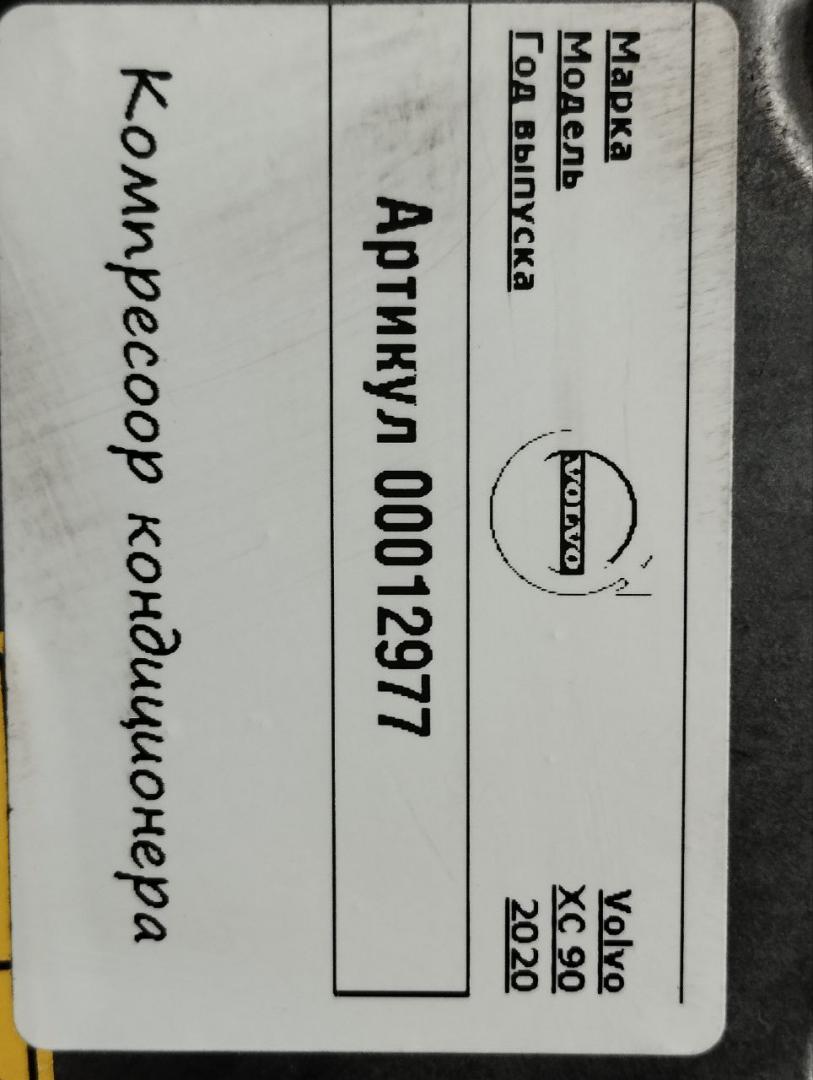 Марка Volvo
Модель XC 90
Год выпуска 2020
VOLVO
Артикул 00012977
Компресоор кондиционера